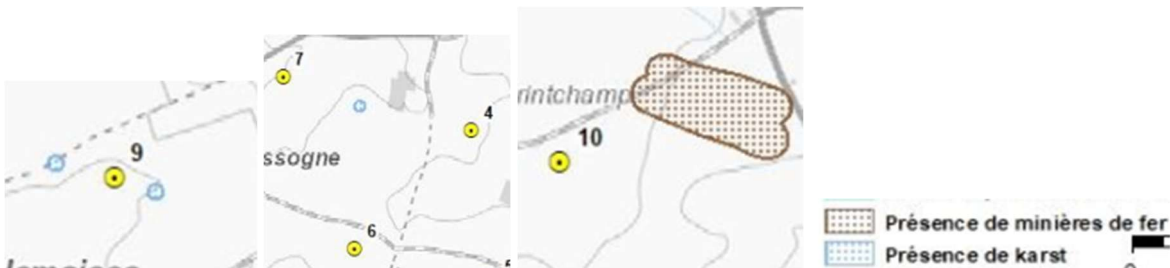 9
7
4
ssogne
6
rintchamp
10
Présence de minières de fer
Présence de karst